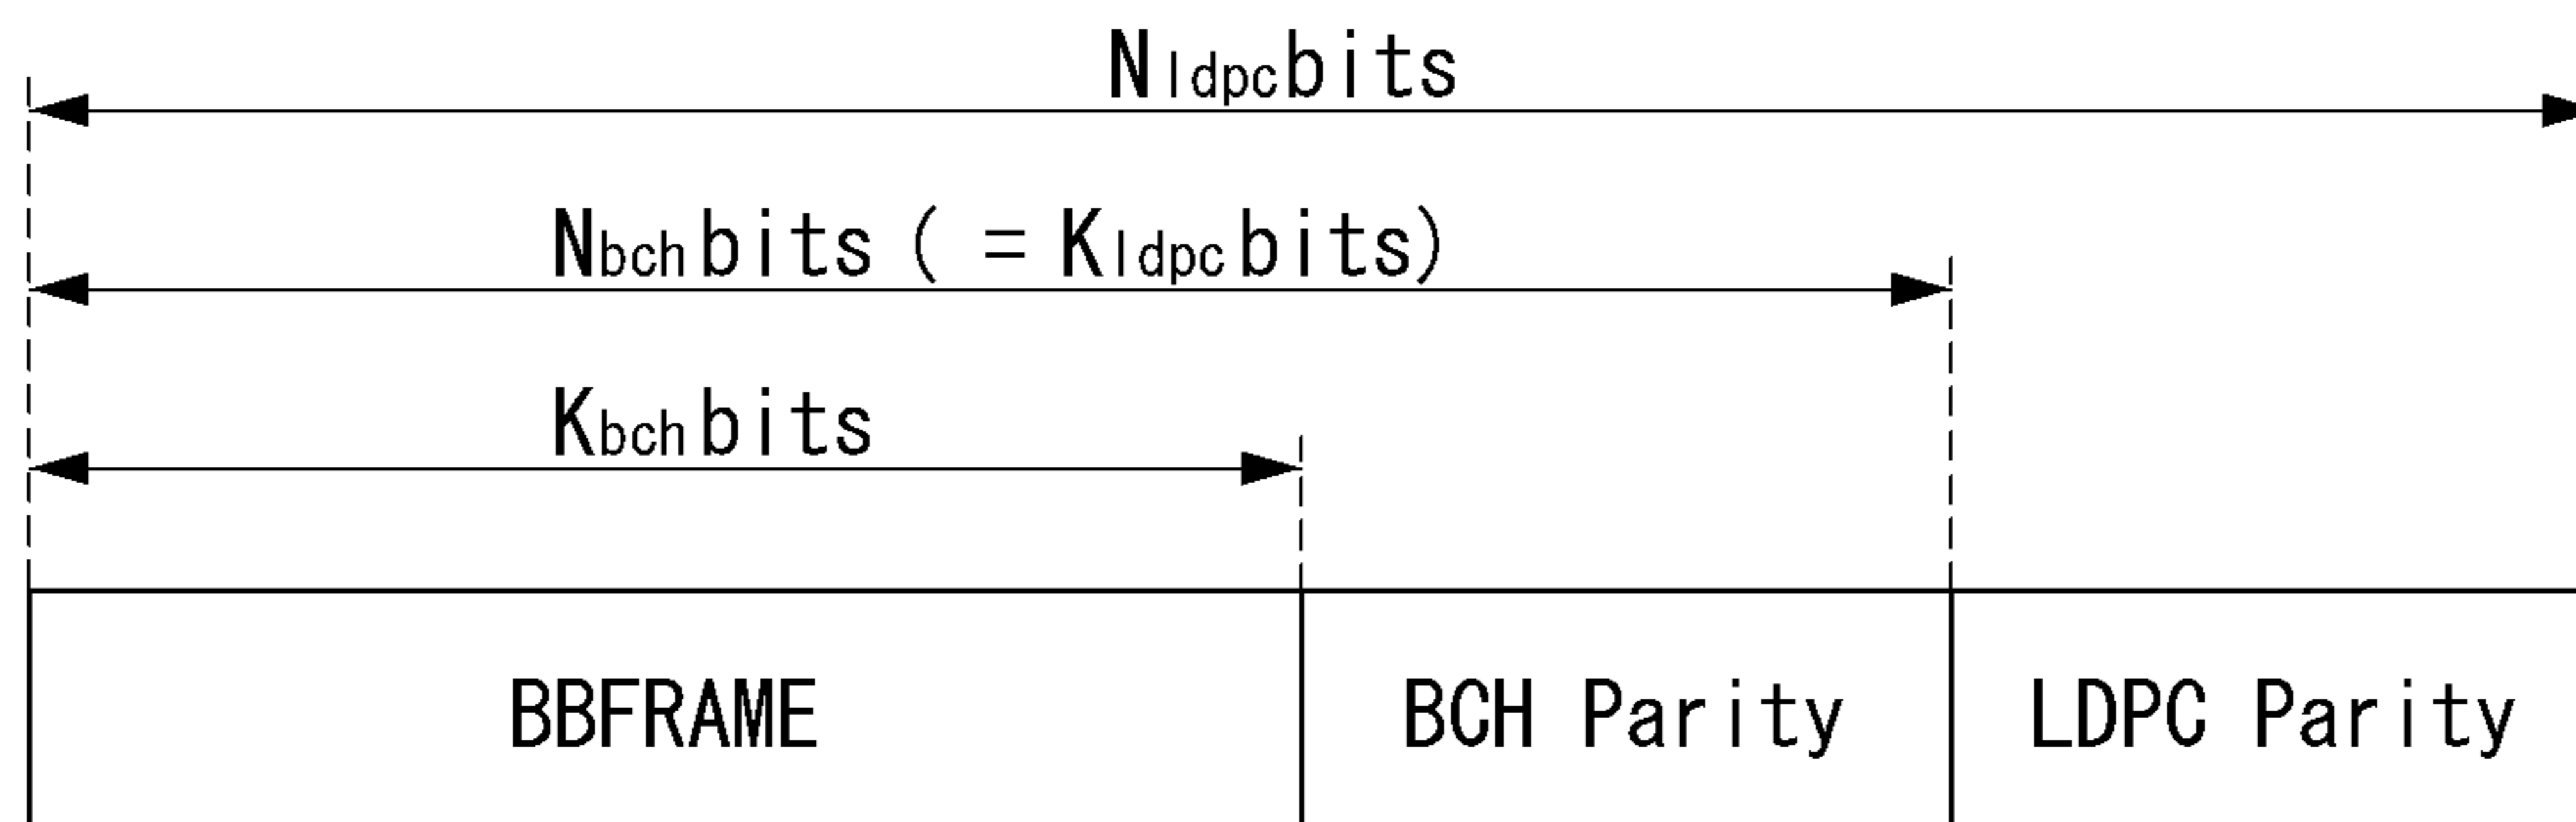 Nldpcbits
Nbchbits ( = Kldpcbits)
Kbchbits
BBFRAME BCH Parity LDPC Parity